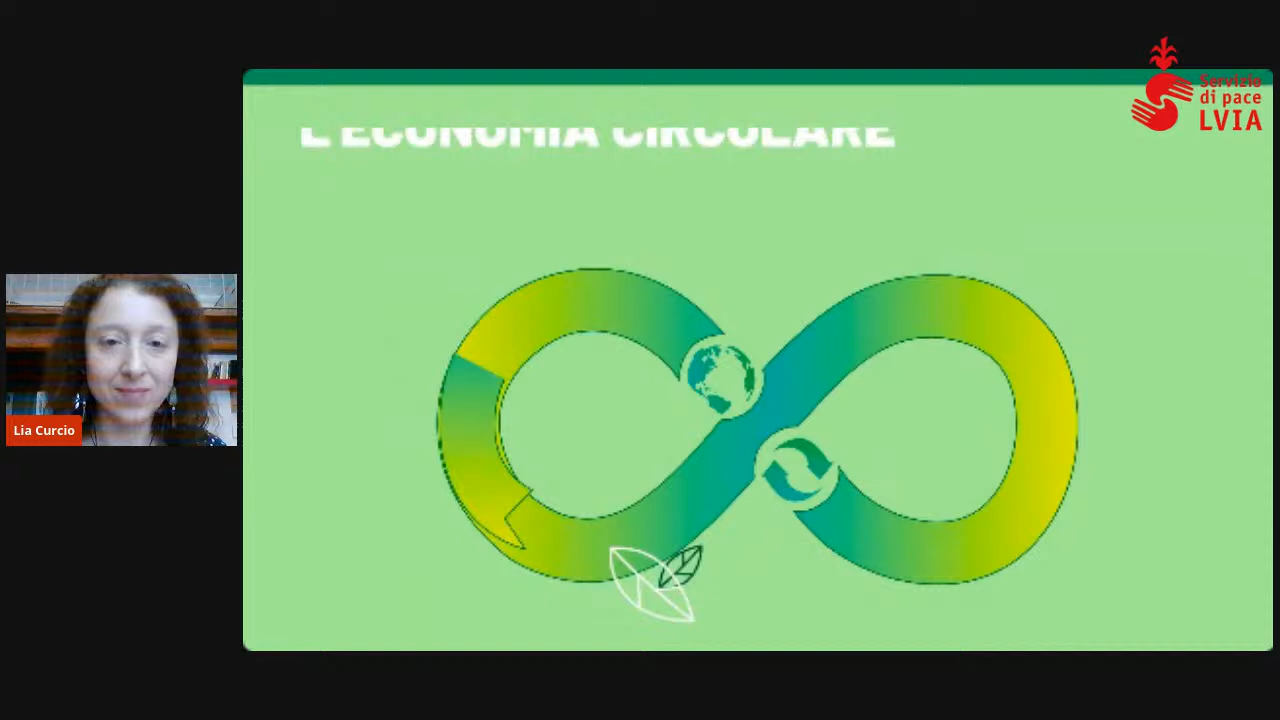 L'ECONOMIA CIRCOLARE
Servizio
di pace
LVIA
Lia Curcio